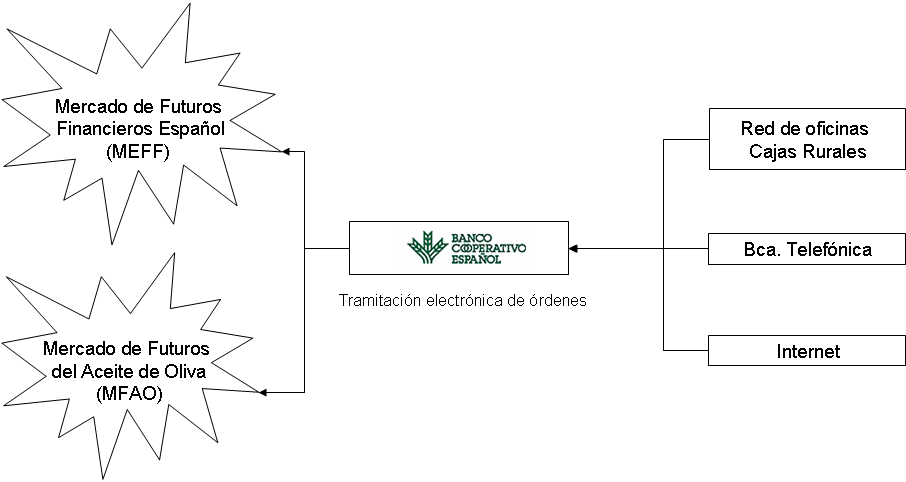 Mercado de Futuros
Financieros Español
(MEFF)
Red de oficinas
Cajas Rurales
BANCO
COOPERATIVO
ESPAÑOL
Bca. Telefónica
Tramitación electrónica de órdenes
Mercado de Futuros
del Aceite de Oliva
(MFAO)
Internet